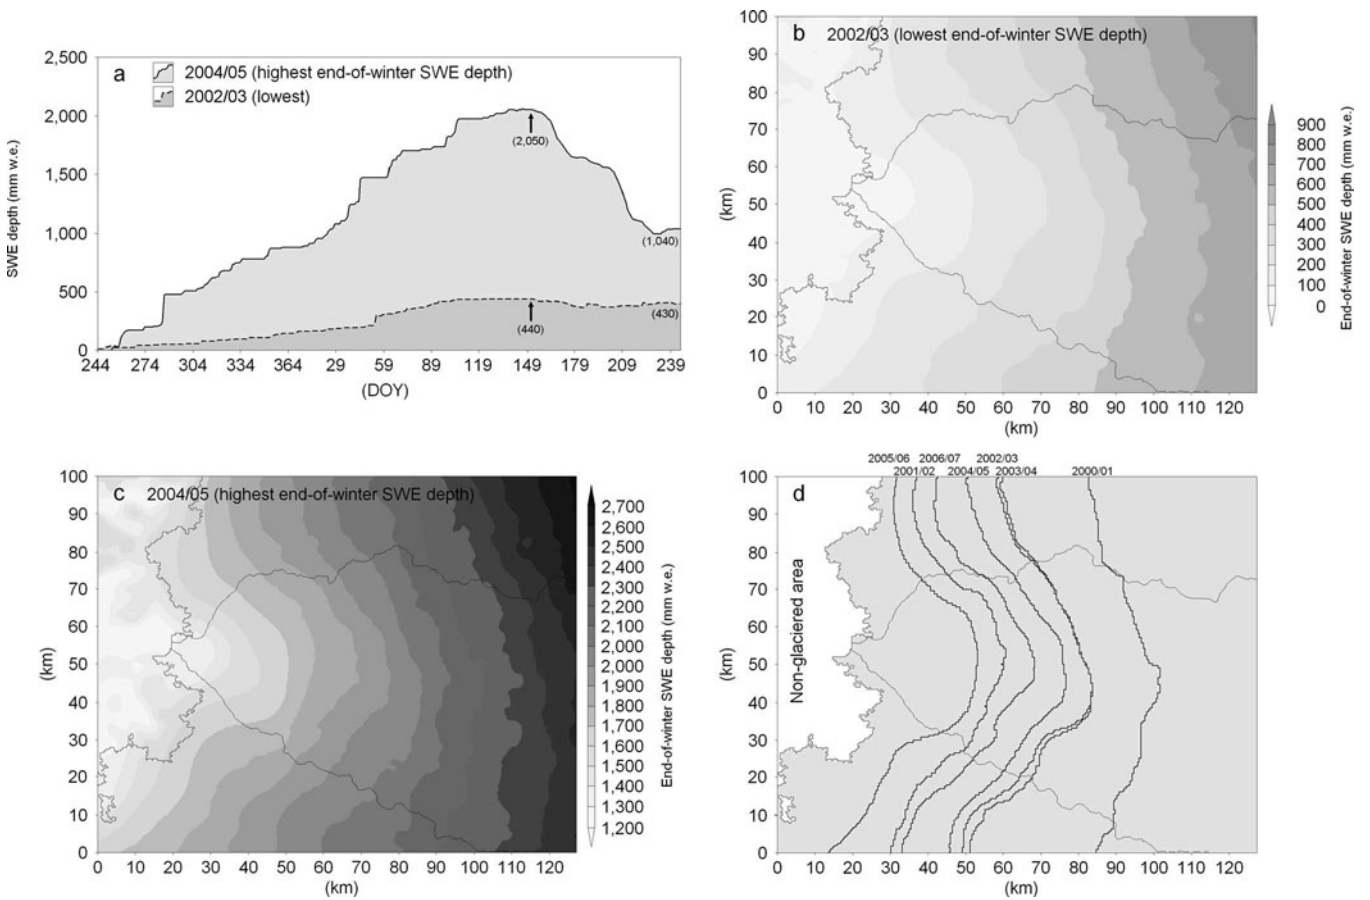 a
2004/05 (highest end-of-winter SWE depth)
2002/03 (lowest)
2,500
2,000
1,500
1,000
500
0
SWE depth (mm w.e.)
(2,050)
(1,040)
(440)
(430)
244 274 304 334 364 29 59 89 119 149 179 209 239
(DOY)
b
2002/03 (lowest end-of-winter SWE depth)
100
90
80
70
60
50
40
30
20
10
0
(km)
0 10 20 30 40 50 60 70 80 90 100 110 120
(km)
900
800
700
600
500
400
300
200
100
0
End-of-winter SWE depth (mm w.e.)
c
2004/05 (highest end-of-winter SWE depth)
100
90
80
70
60
50
40
30
20
10
0
(km)
0 10 20 30 40 50 60 70 80 90 100 110 120
(km)
2,700
2,600
2,500
2,400
2,300
2,200
2,100
2,000
1,900
1,800
1,700
1,600
1,500
1,400
1,300
1,200
End-of-winter SWE depth (mm w.e.)
2005/06 2006/07 2002/03
2001/02 2004/05 2003/04 2000/01
d
Non-glaciered area
100
90
80
70
60
50
40
30
20
10
0
(km)
0 10 20 30 40 50 60 70 80 90 100 110 120
(km)